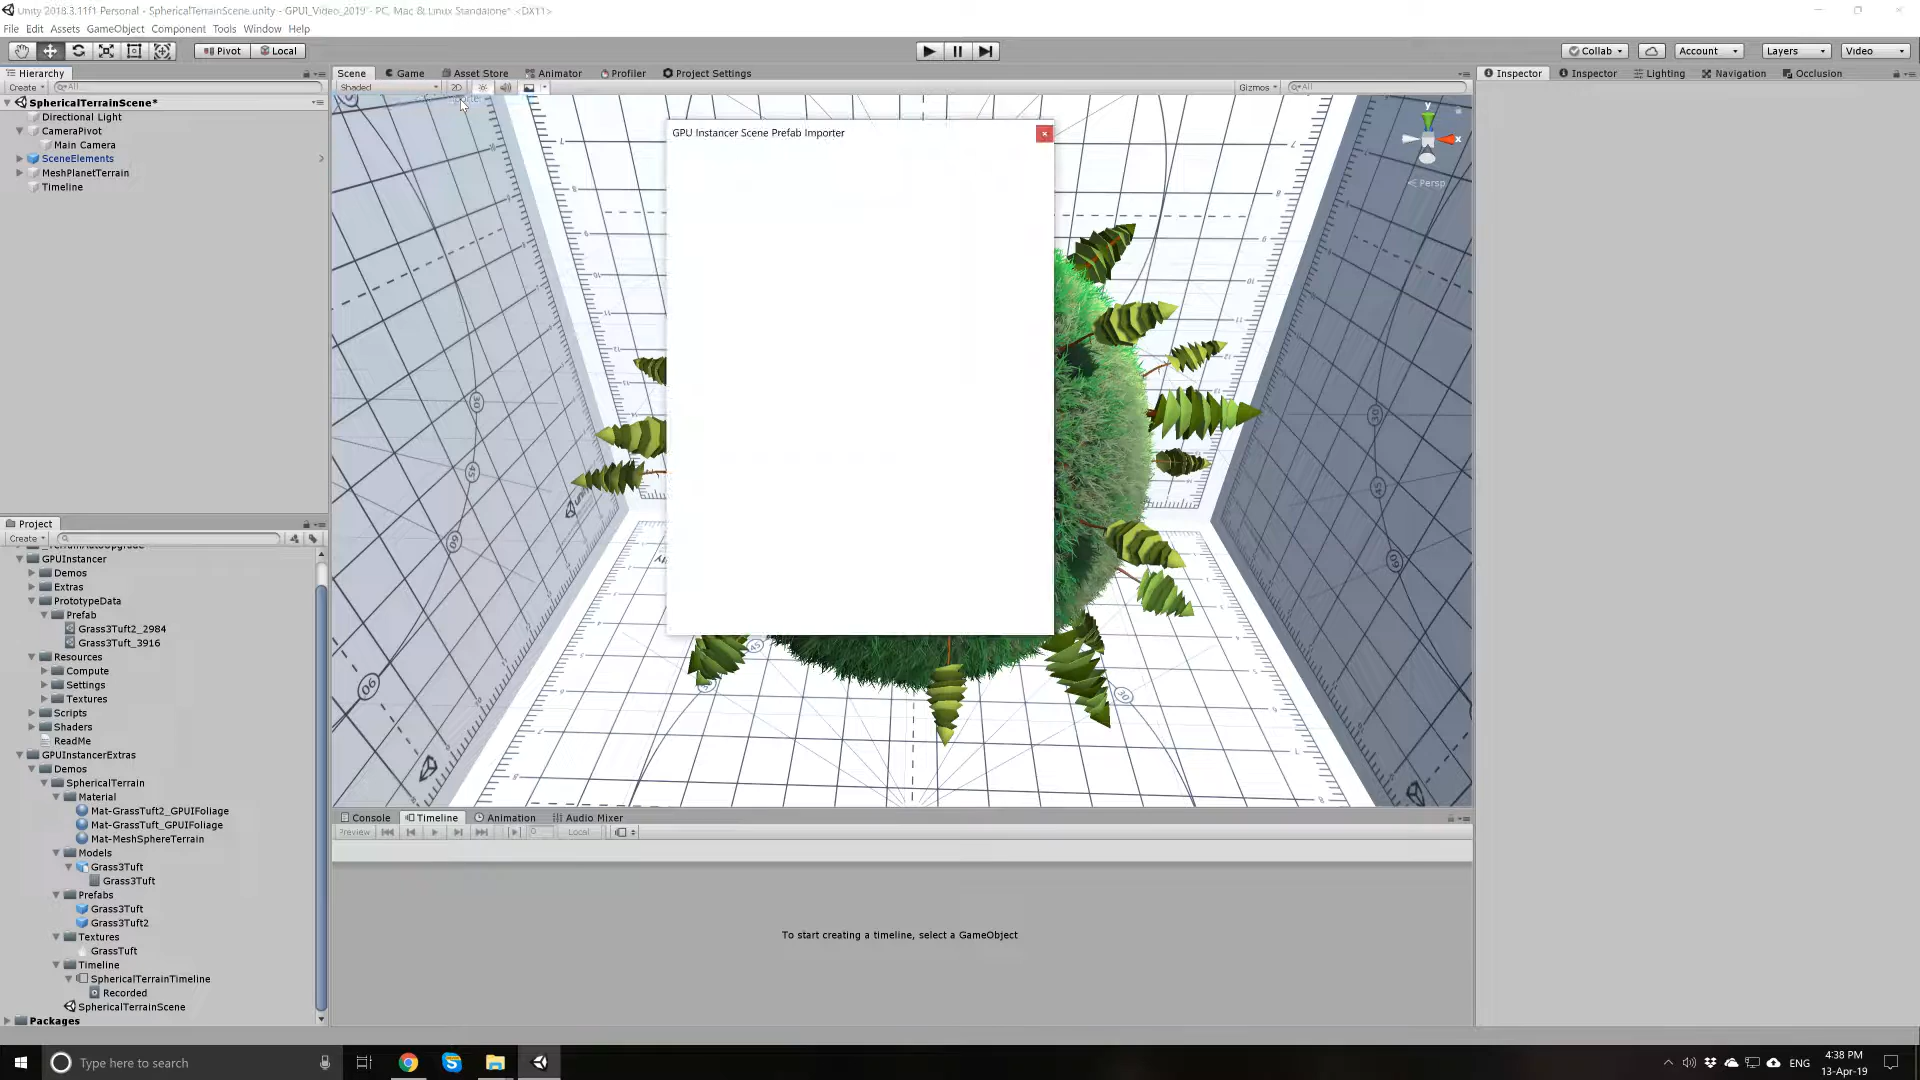 Unity 2018.3.11f1 Personal - SphericalTerrainScene.unity - GPUI_Video_2019 - PC, Mac & Linux Standalone* <DX11>
File Edit Assets GameObject Component Tools Window Help
Pivot Local
Collab Account Layers Video
Hierarchy
Create All
SphericalTerrainScene*
Directional Light
CameraPivot
Main Camera
SceneElements
MeshPlanetTerrain
Timeline
Scene Game Asset Store Animator Profiler Project Settings
Shaded 2D Gizmos All
GPU Instancer Scene Prefab Importer
y
x
Persp
Inspector Inspector Lighting Navigation Occlusion
Project
Create
GPUInstancer
Demos
Extras
PrototypeData
Prefab
Grass3Tuft2_2984
Grass3Tuft_3916
Resources
Compute
Settings
Textures
Scripts
Shaders
ReadMe
GPUInstancerExtras
Demos
SphericalTerrain
Material
Mat-GrassTuft2_GPUIFoliage
Mat-GrassTuft_GPUIFoliage
Mat-MeshSphereTerrain
Models
Grass3Tuft
Grass3Tuft
Prefabs
Grass3Tuft
Grass3Tuft2
Textures
GrassTuft
Timeline
SphericalTerrainTimeline
Recorded
SphericalTerrainScene
Packages
Console Timeline Animation Audio Mixer
Preview 0 Local
To start creating a timeline, select a GameObject
Type here to search
ENG
4:38 PM
13-Apr-19